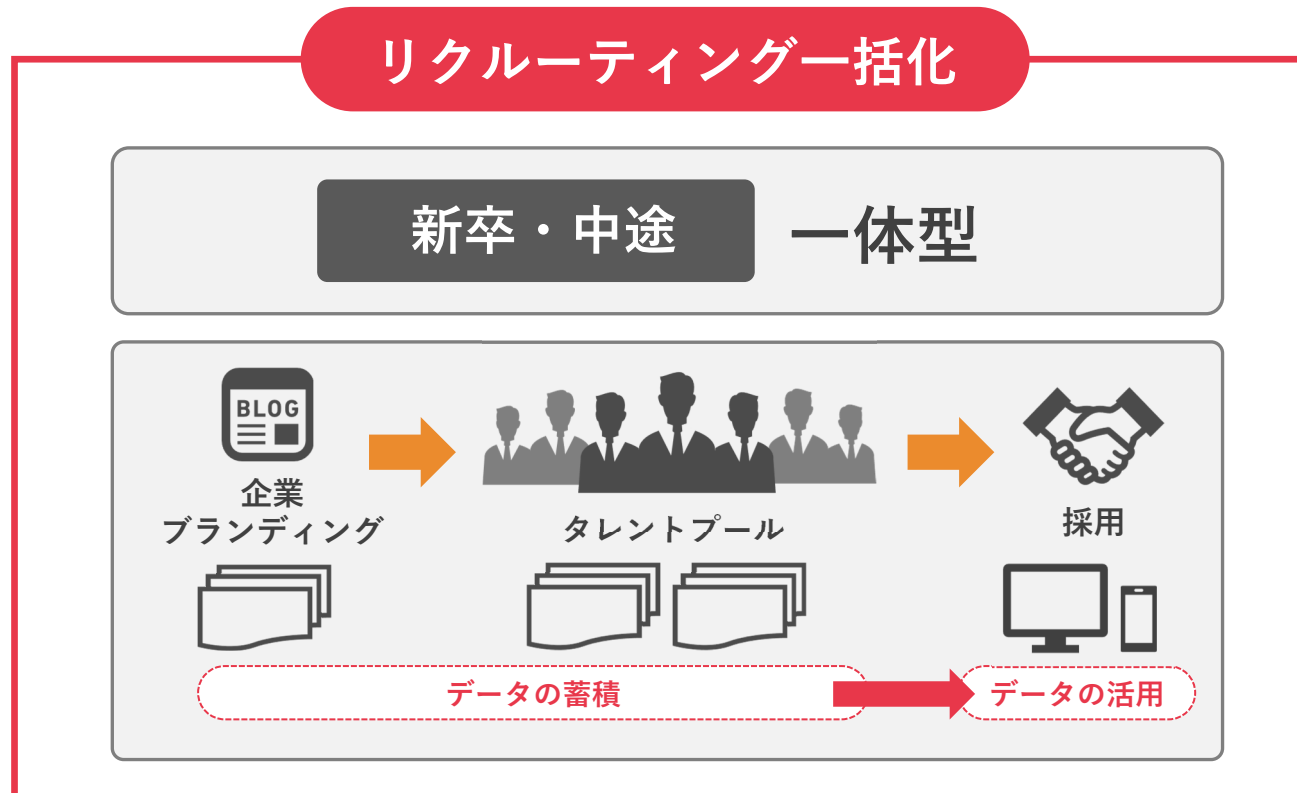 リクルーティング一括化
新卒・中途 一体型
BLOG
企業
ブランディング
タレントプール
採用
データの蓄積
データの活用